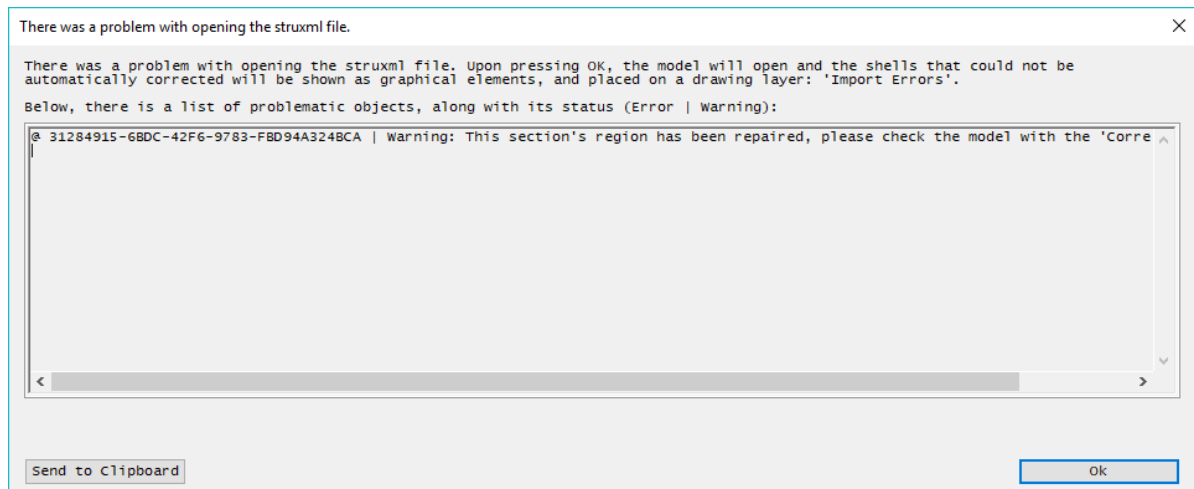 There was a problem with opening the struxml file.
There was a problem with opening the struxml file. Upon pressing OK, the model will open and the shells that could not be
automatically corrected will be shown as graphical elements, and placed on a drawing layer: 'Import Errors'.
Below, there is a list of problematic objects, along with its status (Error | Warning):
@ 31284915-6BDC-42F6-9783-FBD94A324BCA | Warning: This section's region has been repaired, please check the model with the 'Corre
Send to Clipboard
Ok